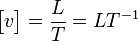 [v] = L/T = LT⁻¹